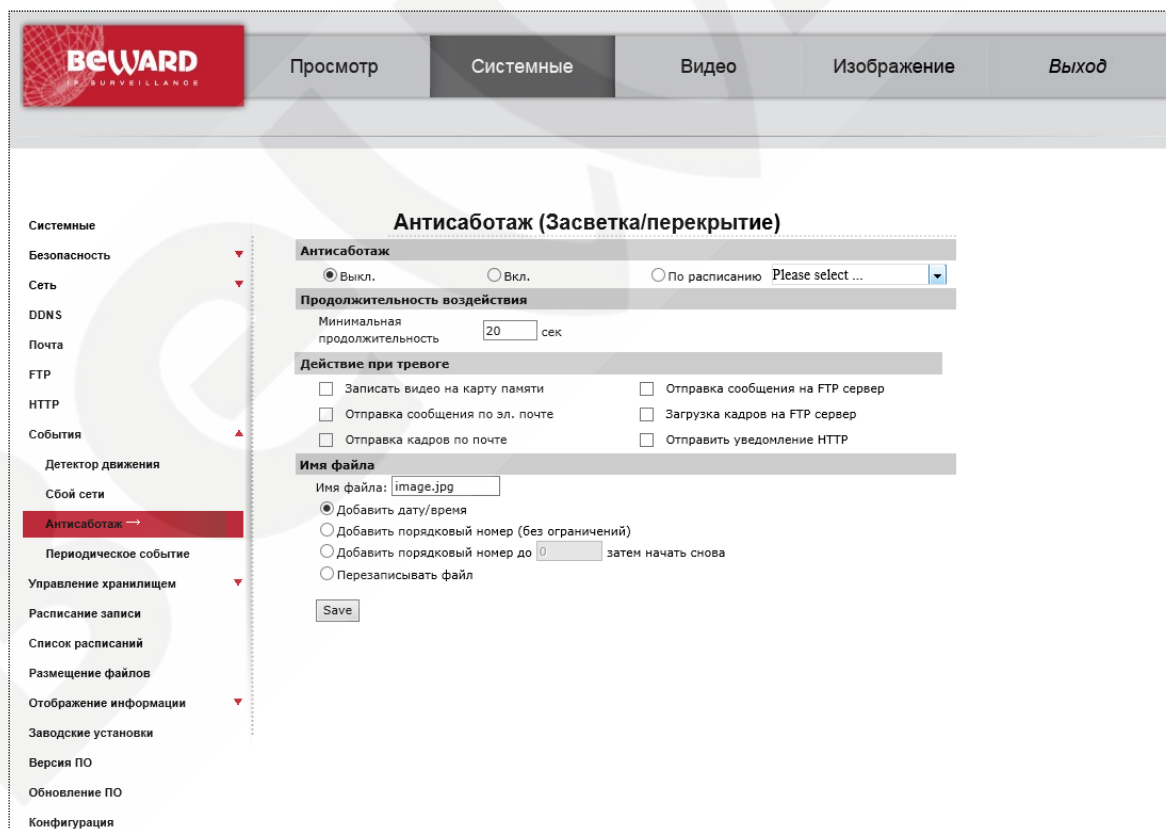 BEWARD
IP SURVEILLANCE
Просмотр
Системные
Видео
Изображение
Выход
Системные
Безопасность
Сеть
DDNS
Почта
FTP
HTTP
События
Детектор движения
Сбой сети
Антисаботаж →
Периодическое событие
Управление хранилищем
Расписание записи
Список расписаний
Размещение файлов
Отображение информации
Заводские установки
Версия ПО
Обновление ПО
Конфигурация
Антисаботаж (Засветка/перекрытие)
Антисаботаж
Выкл.
Вкл.
По расписанию Please select ...
Продолжительность воздействия
Минимальная
продолжительность
20 сек
Действие при тревоге
Записать видео на карту памяти
Отправка сообщения на FTP сервер
Отправка сообщения по эл. почте
Загрузка кадров на FTP сервер
Отправка кадров по почте
Отправить уведомление HTTP
Имя файла
Имя файла: image.jpg
Добавить дату/время
Добавить порядковый номер (без ограничений)
Добавить порядковый номер до 0 затем начать снова
Перезаписывать файл
Save